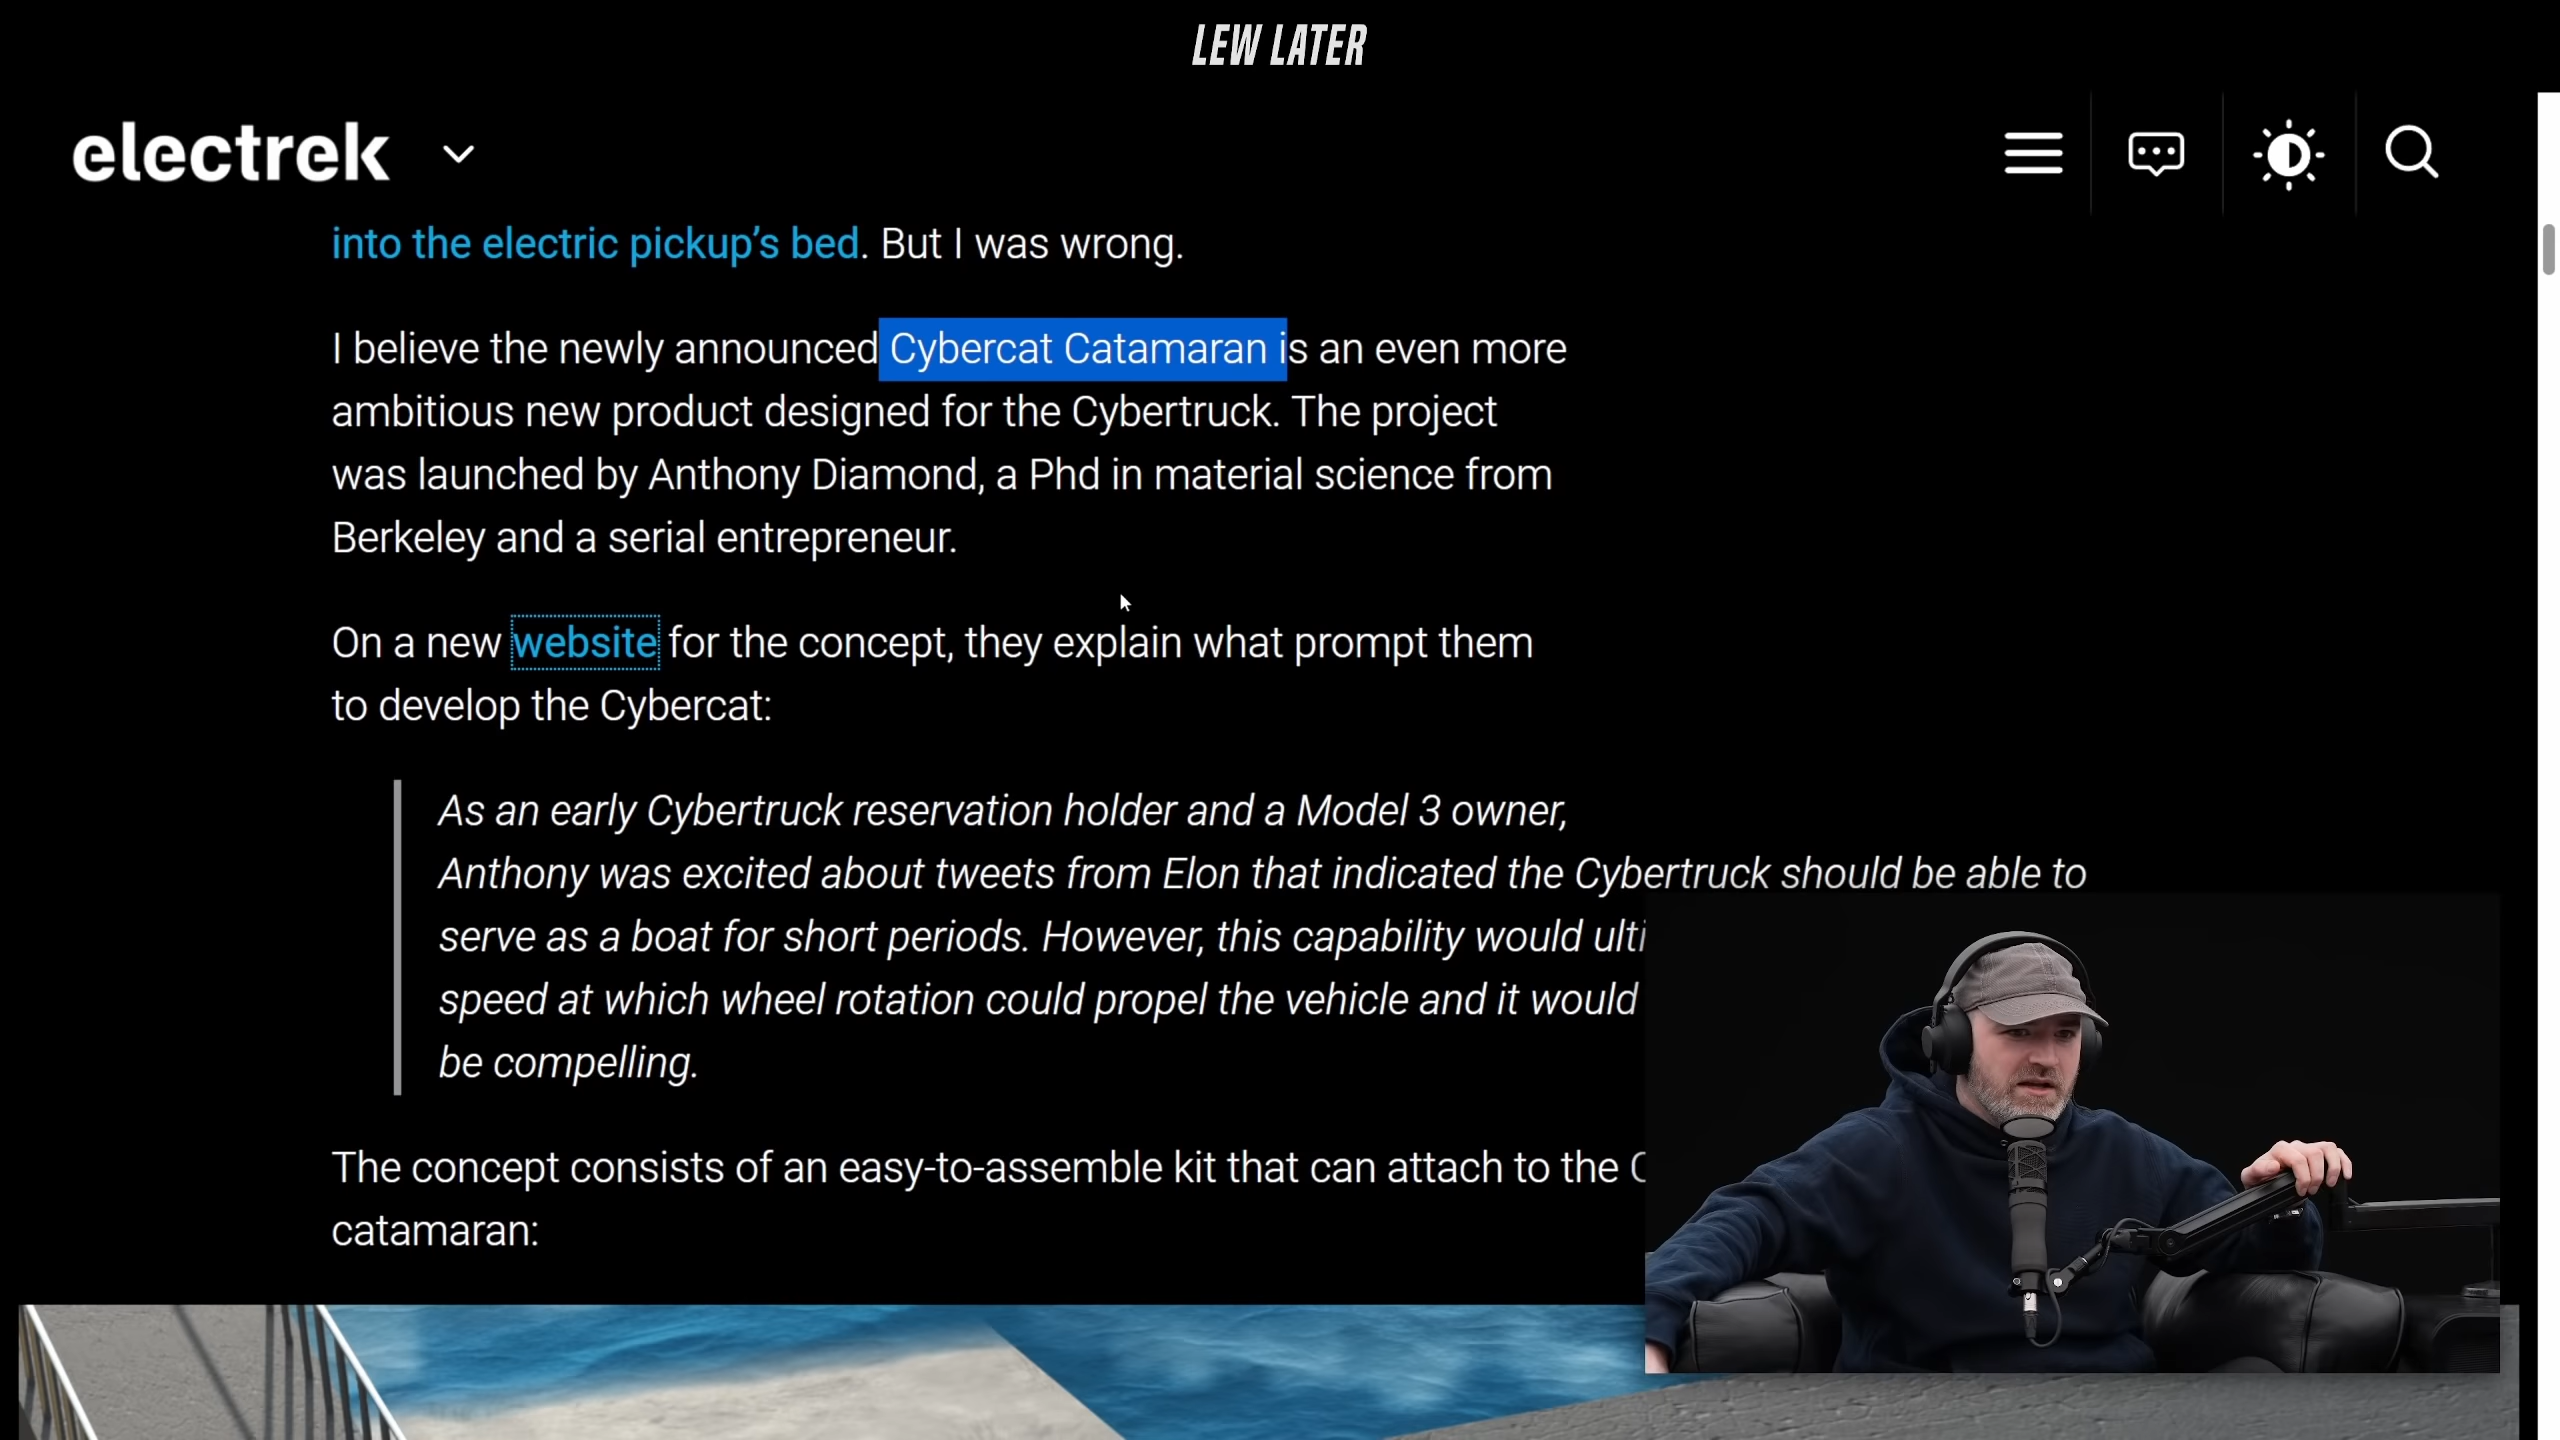 LEW LATER
electrek
into the electric pickup’s bed. But I was wrong.
I believe the newly announced Cybercat Catamaran is an even more
ambitious new product designed for the Cybertruck. The project
was launched by Anthony Diamond, a Phd in material science from
Berkeley and a serial entrepreneur.
On a new website for the concept, they explain what prompt them
to develop the Cybercat:
As an early Cybertruck reservation holder and a Model 3 owner,
Anthony was excited about tweets from Elon that indicated the Cybertruck should be able to
serve as a boat for short periods. However, this capability would
speed at which wheel rotation could propel the vehicle and it would
be compelling.
The concept consists of an easy-to-assemble kit that can attach to the
catamaran: